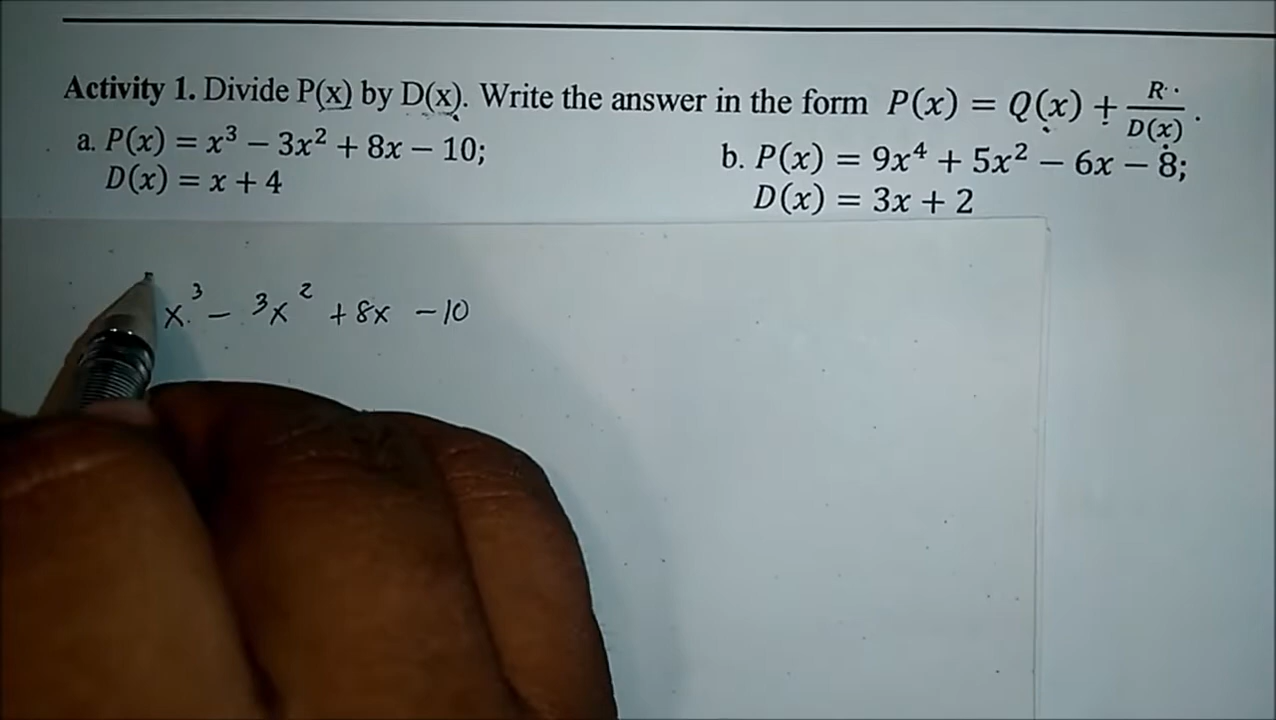 Activity 1. Divide P(x) by D(x). Write the answer in the form P(x) = Q(x) + R/D(x).
a. P(x) = x³ − 3x² + 8x − 10;
D(x) = x + 4
b. P(x) = 9x⁴ + 5x² − 6x − 8;
D(x) = 3x + 2
x³ − 3x² + 8x − 10